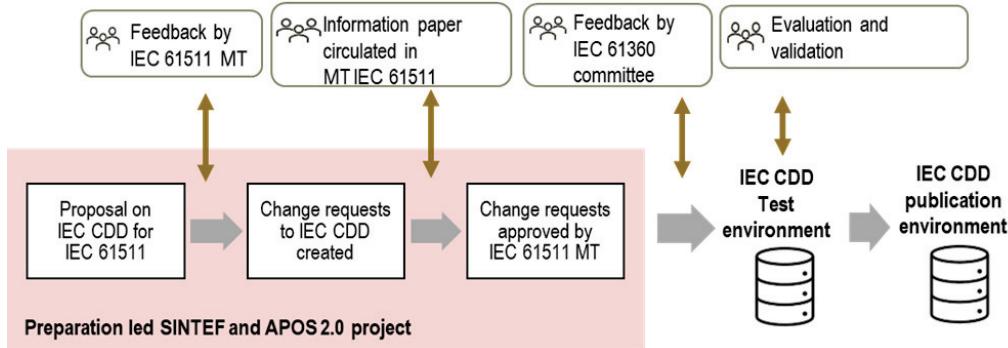 Feedback by
IEC 61511 MT
Information paper
circulated in
MT IEC 61511
Feedback by
IEC 61360
committee
Evaluation and
validation
Proposal on
IEC CDD for
IEC 61511
Change requests
to IEC CDD
created
Change requests
approved by
IEC 61511 MT
IEC CDD
Test
environment
IEC CDD
publication
environment
Preparation led SINTEF and APOS 2.0 project